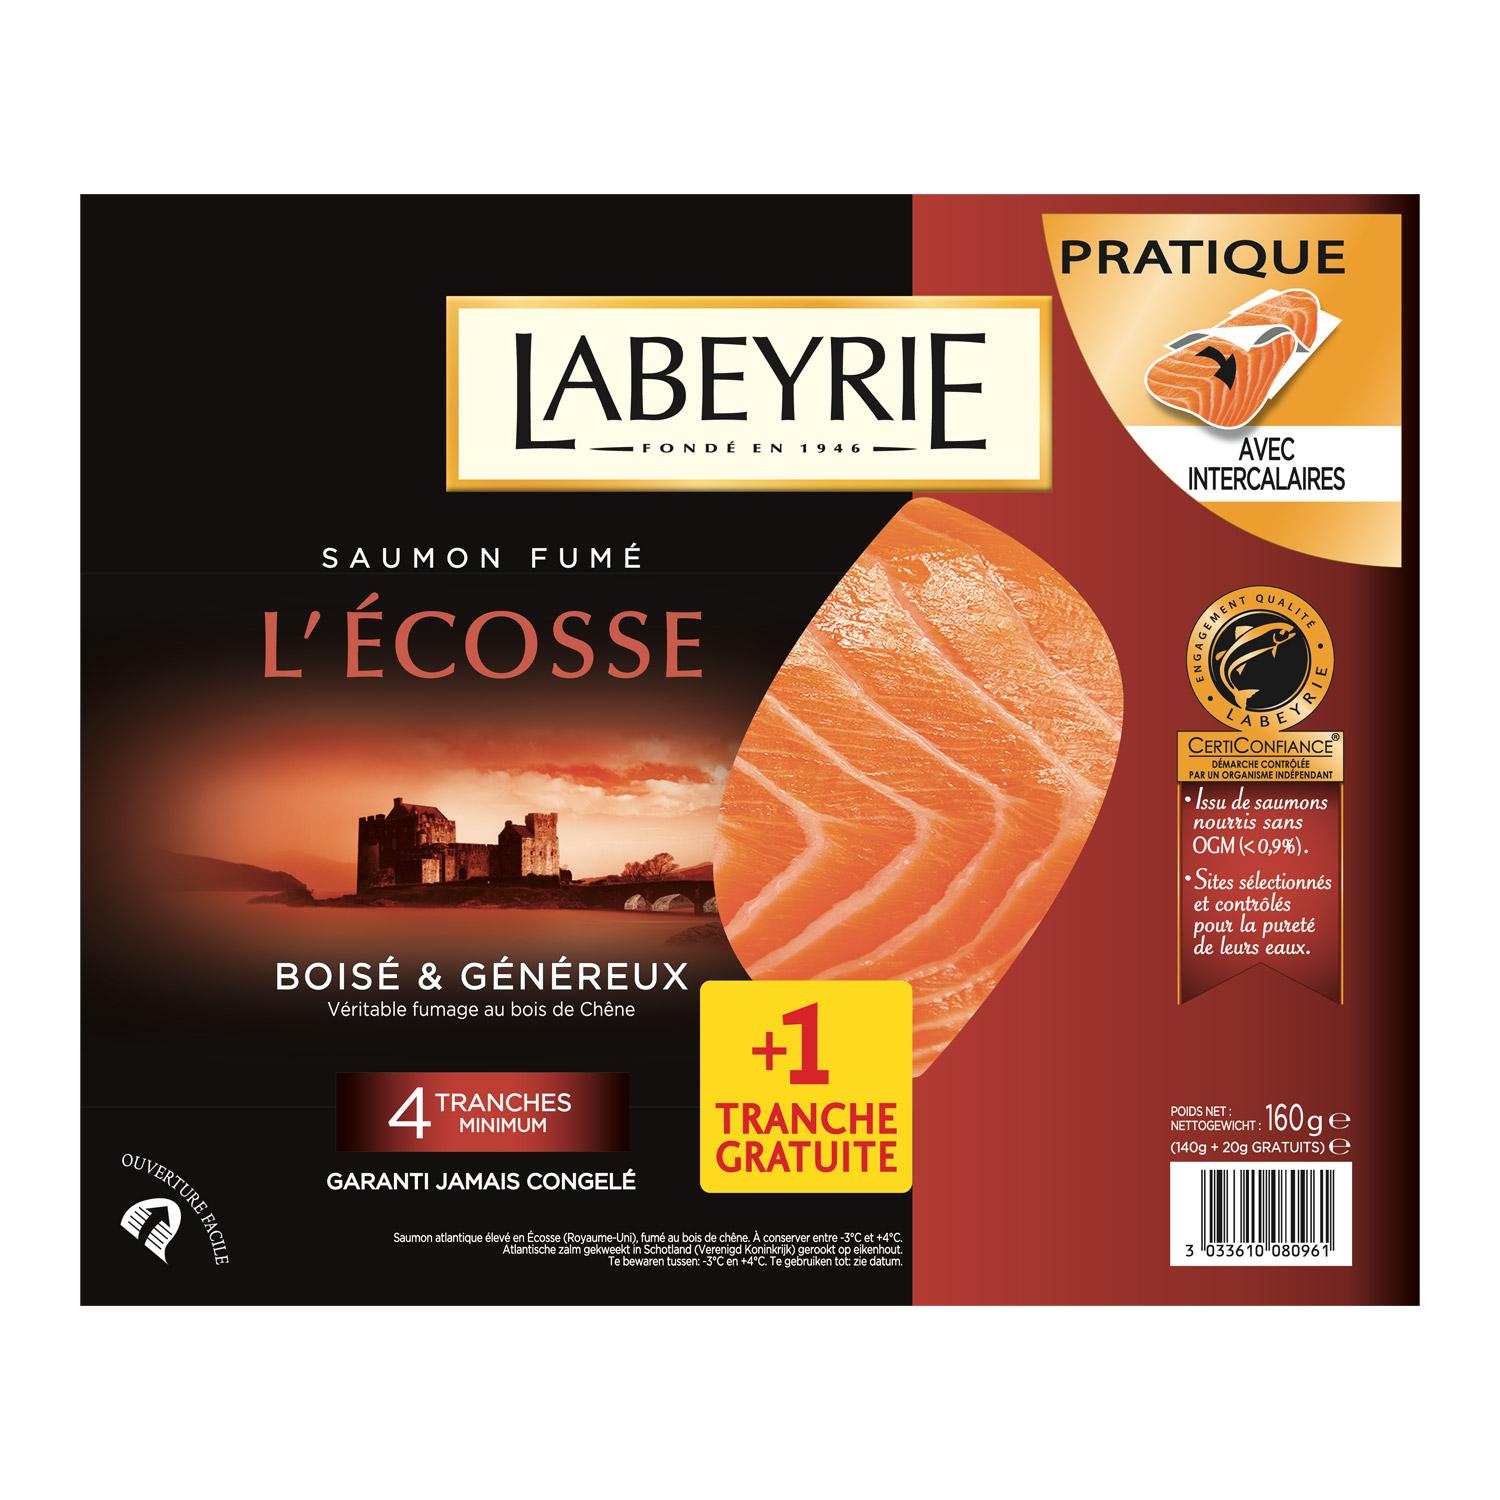 PRATIQUE
AVEC
INTERCALAIRES
LABEYRIE
FONDÉ EN 1946
SAUMON FUMÉ
L'ÉCOSSE
BOISÉ & GÉNÉREUX
Véritable fumage au bois de Chêne
4 TRANCHES
MINIMUM
GARANTI JAMAIS CONGELÉ
+1
TRANCHE
GRATUITE
OUVERTURE FACILE
Saumon atlantique élevé en Écosse (Royaume-Uni), fumé au bois de chêne. À conserver entre -3°C et +4°C.
Atlantische zalm gekweekt in Schotland (Verenigd Koninkrijk) gerookt op eikenhout.
Te bewaren tussen: -3°C en +4°C. Te gebruiken tot: zie datum.
ENGAGEMENT QUALITÉ
LABEYRIE
CERTICONFIANCE®
DÉMARCHE CONTRÔLÉE
PAR UN ORGANISME INDÉPENDANT
• Issu de saumons
nourris sans
OGM (< 0,9%).
• Sites sélectionnés
et contrôlés
pour la pureté
de leurs eaux.
POIDS NET :
NETTOGEWICHT : 160 g ℮
(140g + 20g GRATUITS) ℮
3 033610 080961